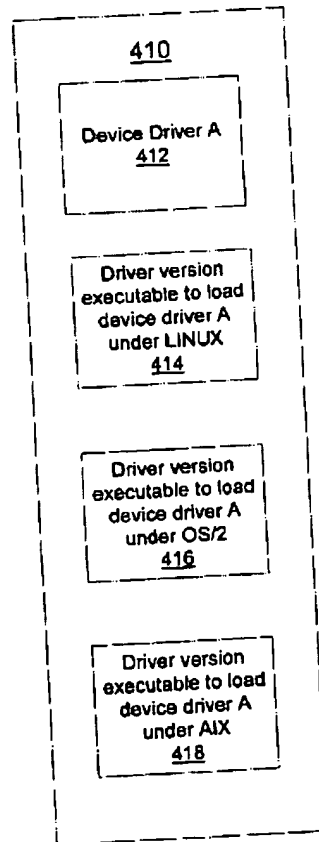 410
Device Driver A
412
Driver version
executable to load
device driver A
under LINUX
414
Driver version
executable to load
device driver A
under OS/2
416
Driver version
executable to load
device driver A
under AIX
418